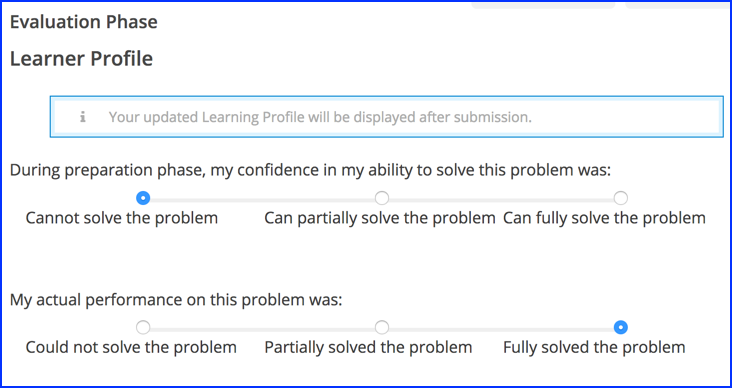 Evaluation Phase
Learner Profile
Your updated Learning Profile will be displayed after submission.
During preparation phase, my confidence in my ability to solve this problem was:
Cannot solve the problem Can partially solve the problem Can fully solve the problem
My actual performance on this problem was:
Could not solve the problem Partially solved the problem Fully solved the problem